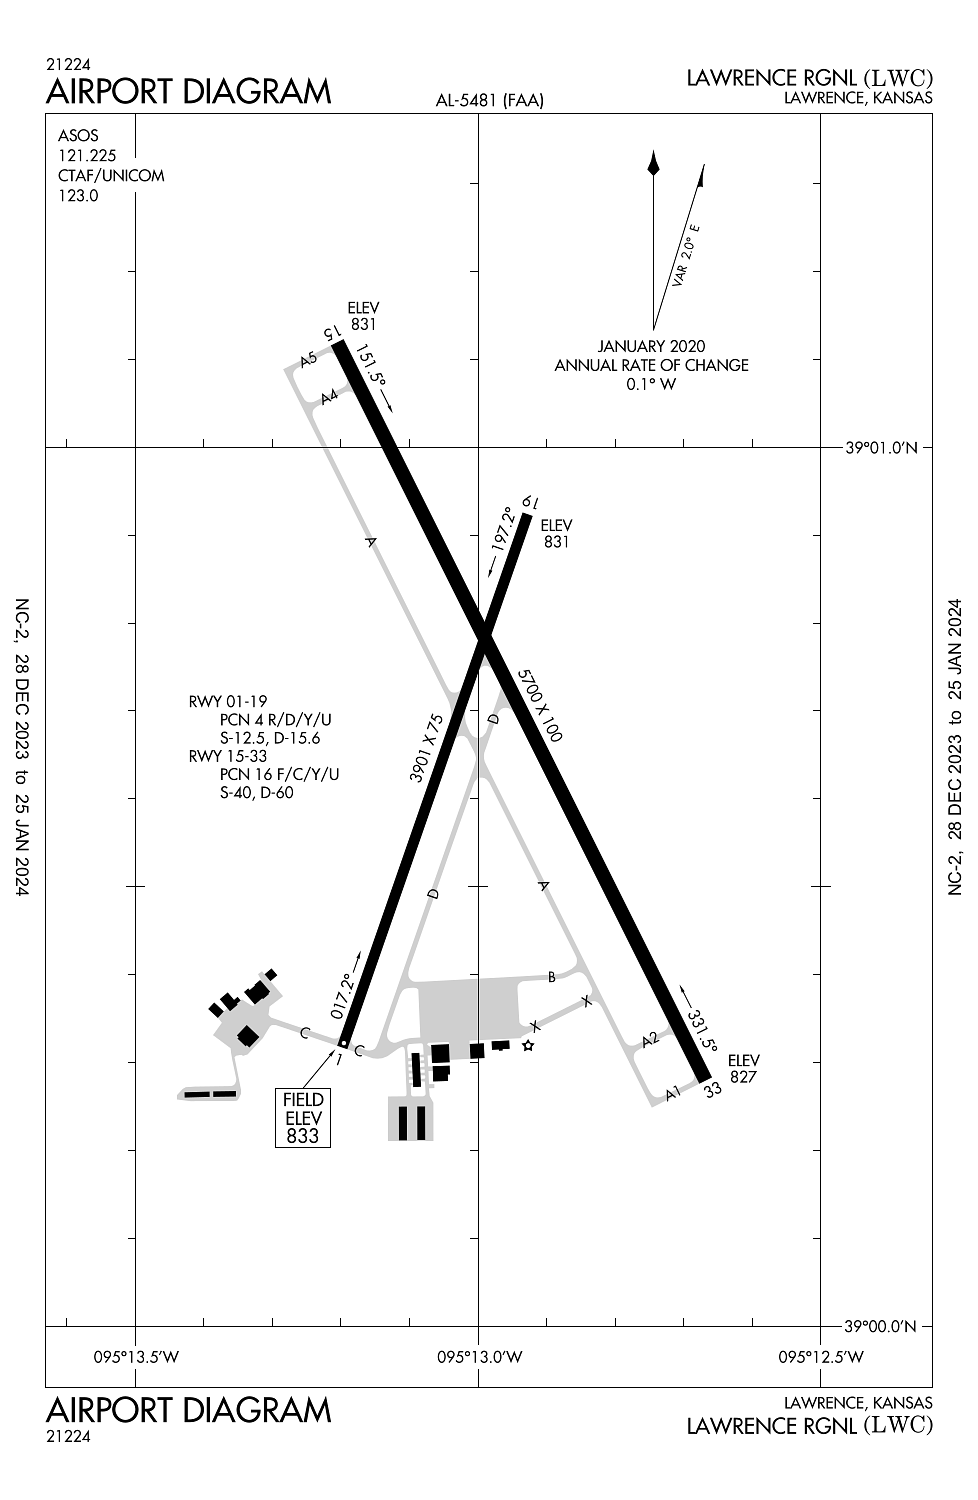 21224
AIRPORT DIAGRAM
AL-5481 (FAA)
LAWRENCE RGNL (LWC)
LAWRENCE, KANSAS
ASOS
121.225
CTAF/UNICOM
123.0
VAR 2.0° E
JANUARY 2020
ANNUAL RATE OF CHANGE
0.1° W
ELEV
831
15
151.5°
A5
A4
39°01.0'N
19
197.2°
ELEV
831
A
NC-2, 28 DEC 2023 to 25 JAN 2024
NC-2, 28 DEC 2023 to 25 JAN 2024
RWY 01-19
PCN 4 R/D/Y/U
S-12.5, D-15.6
RWY 15-33
PCN 16 F/C/Y/U
S-40, D-60
3901 X 75
5700 X 100
D
D
A
B
X
X
017.2°
C
C
1
331.5°
A2
A1
33
ELEV
827
FIELD
ELEV
833
39°00.0'N
095°13.5'W
095°13.0'W
095°12.5'W
AIRPORT DIAGRAM
21224
LAWRENCE, KANSAS
LAWRENCE RGNL (LWC)